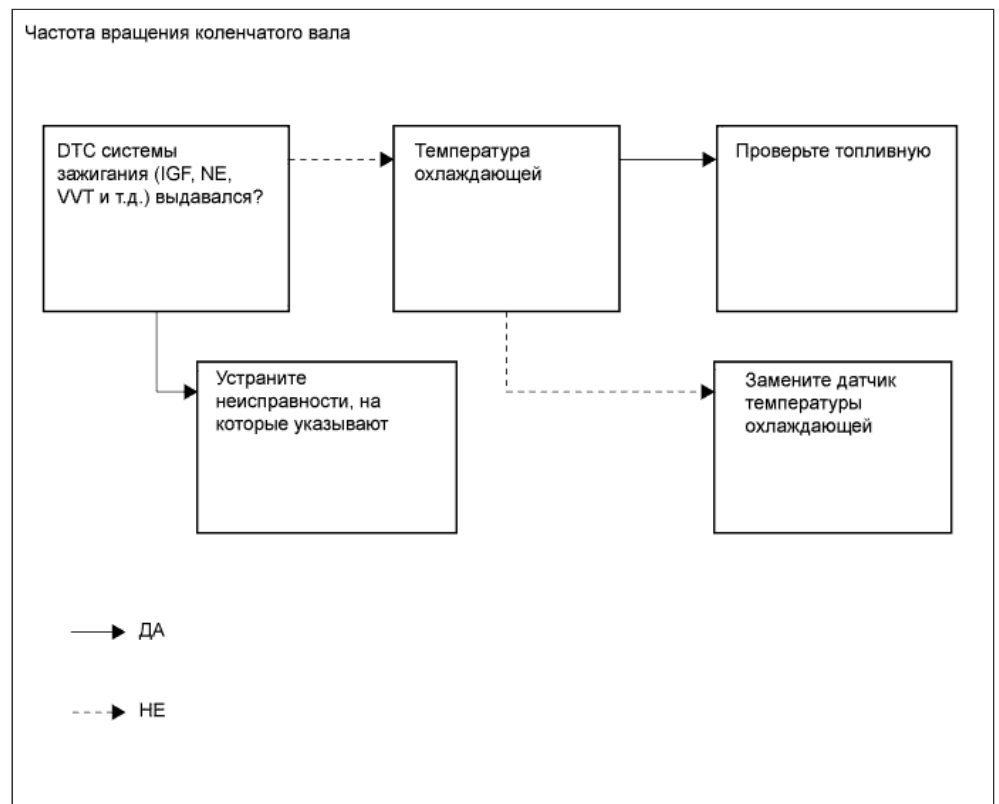 Частота вращения коленчатого вала
DTC системы
зажигания (IGF, NE,
VVT и т.д.) выдавался?
Температура
охлаждающей
Проверьте топливную
Устраните
неисправности, на
которые указывают
Замените датчик
температуры
охлаждающей
ДА
НЕ